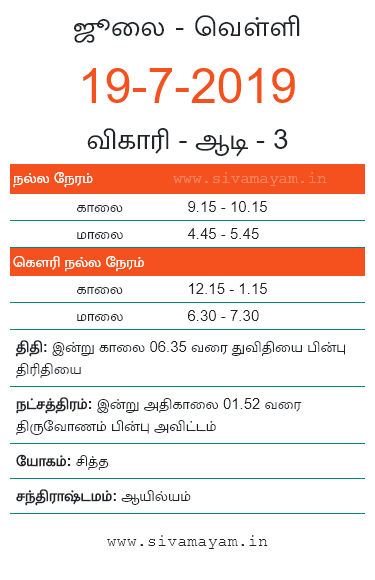 ஜூலை - வெள்ளி
19-7-2019
விகாரி - ஆடி - 3
நல்ல நேரம் www.sivamayam.in
காலை 9.15 - 10.15
மாலை 4.45 - 5.45
கௌரி நல்ல நேரம்
காலை 12.15 - 1.15
மாலை 6.30 - 7.30
திதி: இன்று காலை 06.35 வரை துவிதியை பின்பு
திரிதியை
நட்சத்திரம்: இன்று அதிகாலை 01.52 வரை
திருவோணம் பின்பு அவிட்டம்
யோகம்: சித்த
சந்திராஷ்டமம்: ஆயில்யம்
www.sivamayam.in